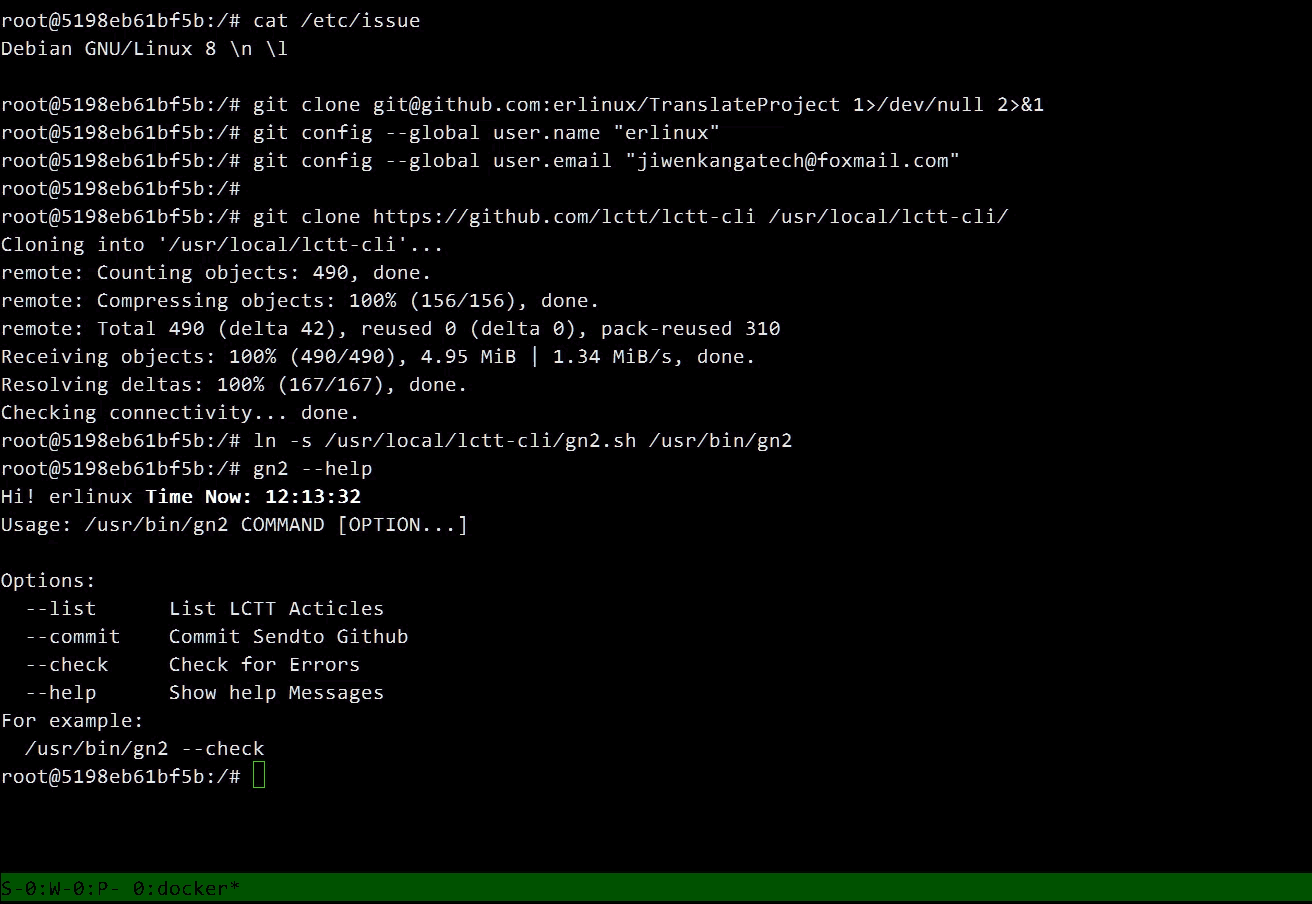 root@5198eb61bf5b:/# cat /etc/issue
Debian GNU/Linux 8 \n \l
root@5198eb61bf5b:/# git clone git@github.com:erlinux/TranslateProject 1>/dev/null 2>&1
root@5198eb61bf5b:/# git config --global user.name "erlinux"
root@5198eb61bf5b:/# git config --global user.email "jiwenkangatech@foxmail.com"
root@5198eb61bf5b:/#
root@5198eb61bf5b:/# git clone https://github.com/lctt/lctt-cli /usr/local/lctt-cli/
Cloning into '/usr/local/lctt-cli'...
remote: Counting objects: 490, done.
remote: Compressing objects: 100% (156/156), done.
remote: Total 490 (delta 42), reused 0 (delta 0), pack-reused 310
Receiving objects: 100% (490/490), 4.95 MiB | 1.34 MiB/s, done.
Resolving deltas: 100% (167/167), done.
Checking connectivity... done.
root@5198eb61bf5b:/# ln -s /usr/local/lctt-cli/gn2.sh /usr/bin/gn2
root@5198eb61bf5b:/# gn2 --help
Hi! erlinux Time Now: 12:13:32
Usage: /usr/bin/gn2 COMMAND [OPTION...]
Options:
  --list      List LCTT Acticles
  --commit    Commit Sendto Github
  --check     Check for Errors
  --help      Show help Messages
For example:
  /usr/bin/gn2 --check
root@5198eb61bf5b:/#
S-0:W-0:P- 0:docker*